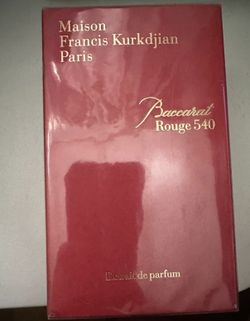 Maison
Francis Kurkdjian
Paris
Baccarat
Rouge 540
Extrait de parfum